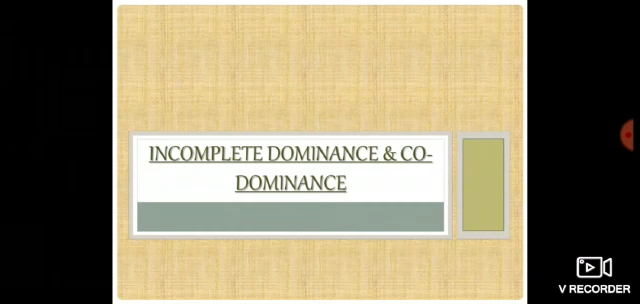 INCOMPLETE DOMINANCE & CO-
DOMINANCE
V RECORDER